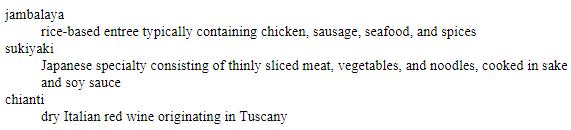 jambalaya
rice-based entree typically containing chicken, sausage, seafood, and spices
sukiyaki
Japanese specialty consisting of thinly sliced meat, vegetables, and noodles, cooked in sake
and soy sauce
chianti
dry Italian red wine originating in Tuscany